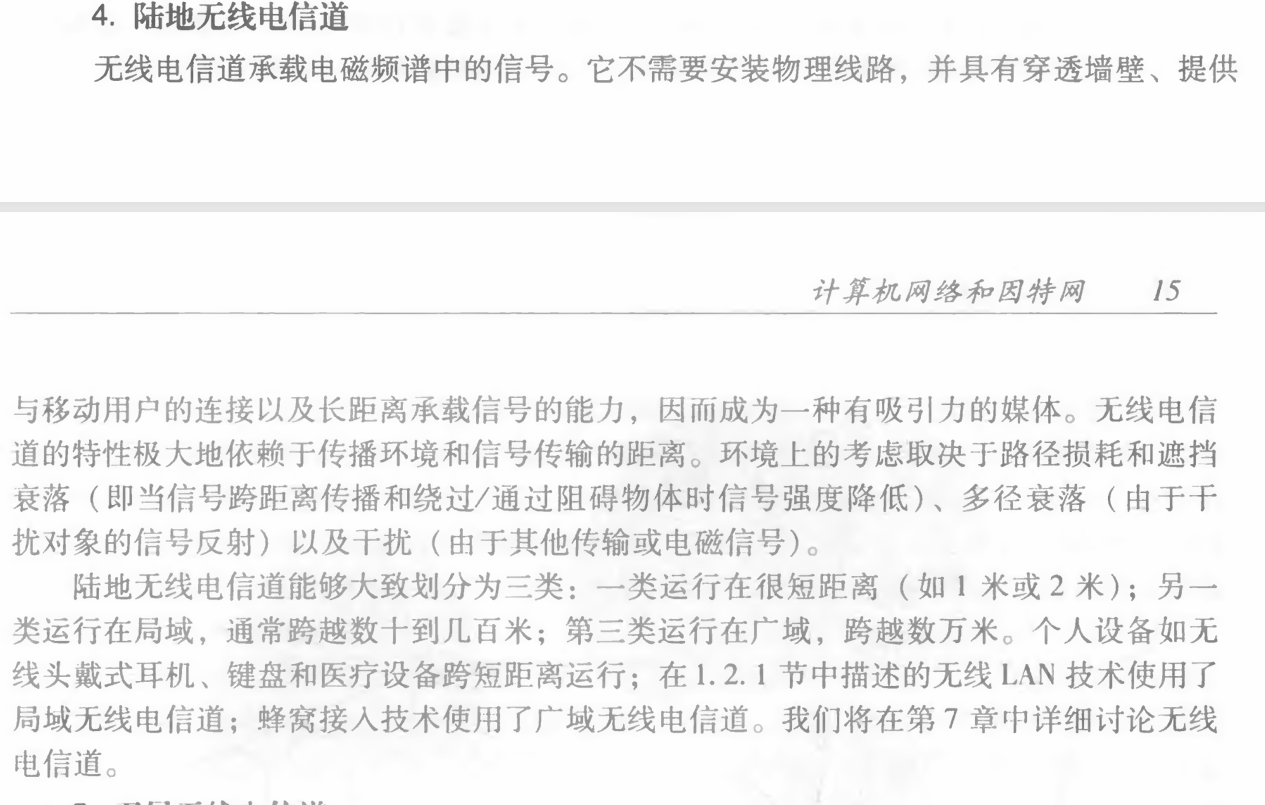 4. 陆地无线电信道
无线电信道承载电磁频谱中的信号。它不需要安装物理线路，并具有穿透墙壁、提供
计算机网络和因特网 15
与移动用户的连接以及长距离承载信号的能力，因而成为一种有吸引力的媒体。无线电信
道的特性极大地依赖于传播环境和信号传输的距离。环境上的考虑取决于路径损耗和遮挡
衰落（即当信号跨距离传播和绕过/通过阻碍物体时信号强度降低）、多径衰落（由于干
扰对象的信号反射）以及干扰（由于其他传输或电磁信号）。
陆地无线电信道能够大致划分为三类：一类运行在很短距离（如1米或2米）；另一
类运行在局域，通常跨越数十到几百米；第三类运行在广域，跨越数万米。个人设备如无
线头戴式耳机、键盘和医疗设备跨短距离运行；在1.2.1节中描述的无线LAN技术使用了
局域无线电信道；蜂窝接入技术使用了广域无线电信道。我们将在第7章中详细讨论无线
电信道。